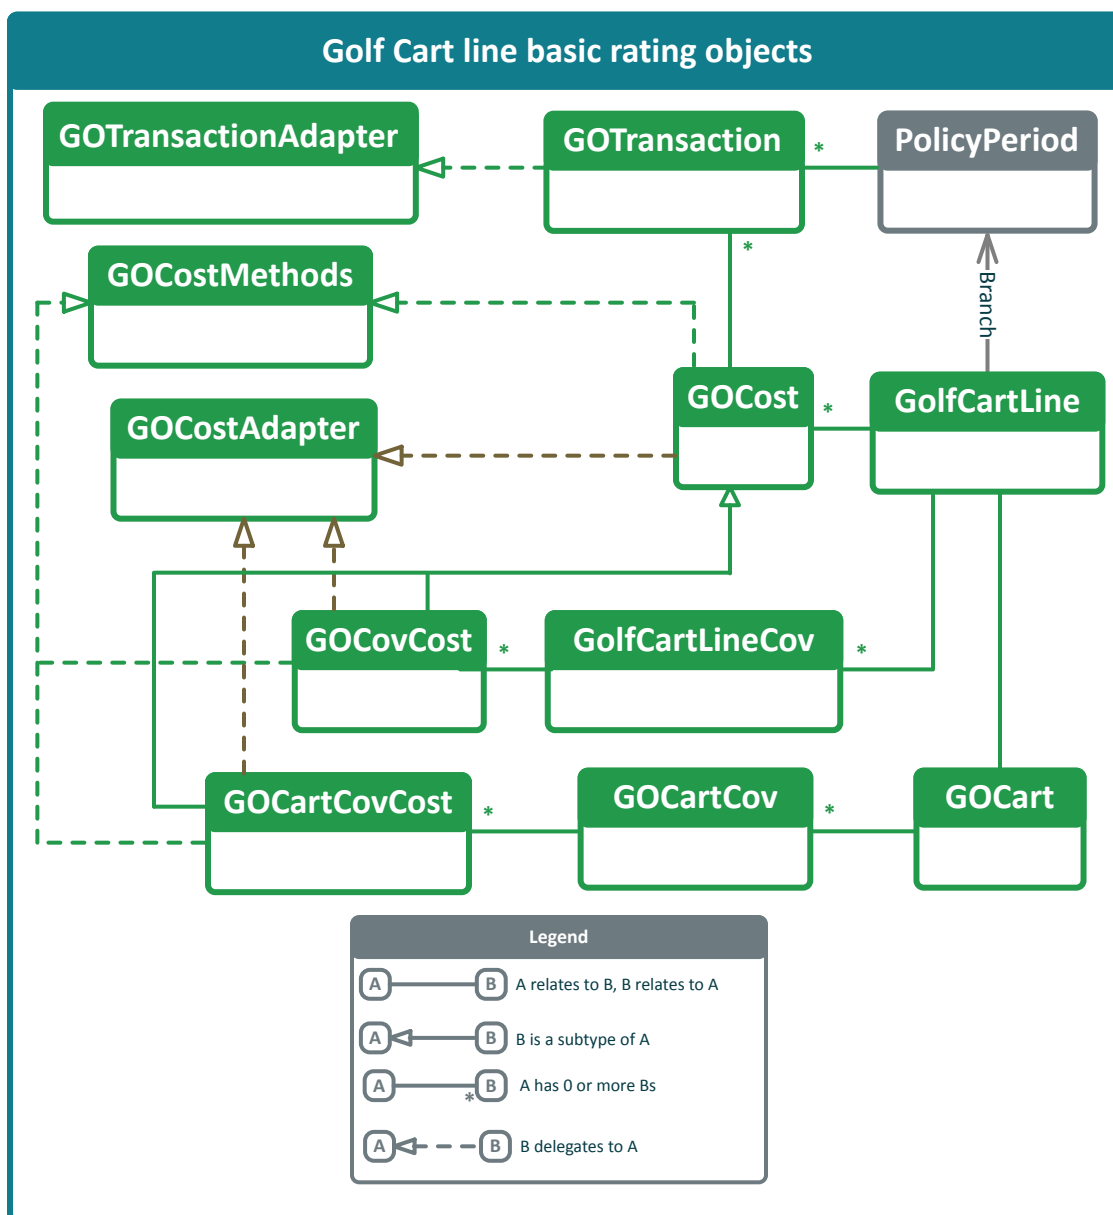 Golf Cart line basic rating objects
GOTransactionAdapter
GOTransaction
*
PolicyPeriod
*
GOCostMethods
Branch
GOCost
*
GolfCartLine
GOCostAdapter
GOCovCost
*
GolfCartLineCov
*
GOCartCovCost
*
GOCartCov
*
GOCart
Legend
A
B
A relates to B, B relates to A
A
B
B is a subtype of A
A
*
B
A has 0 or more Bs
A
B
B delegates to A